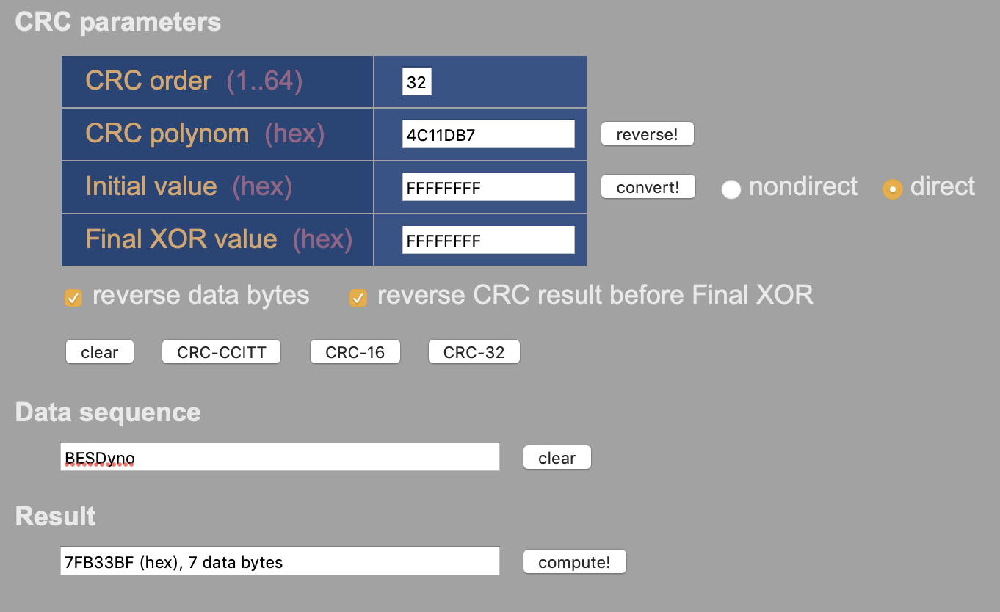 CRC parameters
CRC order (1..64) 32
CRC polynom (hex) 4C11DB7 reverse!
Initial value (hex) FFFFFFFF convert! nondirect direct
Final XOR value (hex) FFFFFFFF
reverse data bytes reverse CRC result before Final XOR
clear CRC-CCITT CRC-16 CRC-32
Data sequence
BESDyno clear
Result
7FB33BF (hex), 7 data bytes compute!